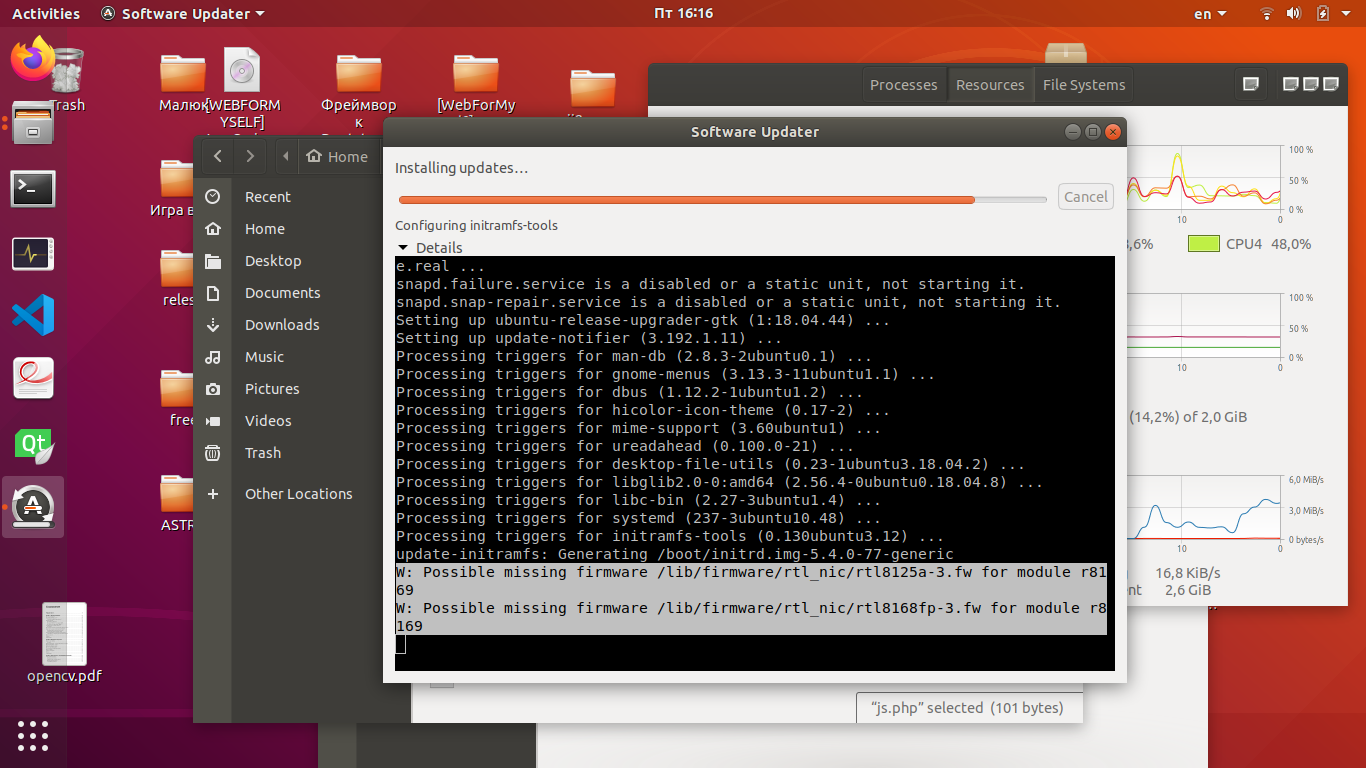 Activities
Software Updater
Пт 16:16
en
Trash
Малюк
[WEBFORM
YSELF]
Фреймвор
к
[WebForMy
Игра в
reles
free
ASTR
opencv.pdf
Processes
Resources
File Systems
100 %
50 %
0 %
10
0
CPU4 48,0%
100 %
50 %
0 %
10
0
(14,2%) of 2,0 GiB
6,0 MiB/s
3,0 MiB/s
0 bytes/s
10
0
16,8 KiB/s
2,6 GiB
Home
Recent
Home
Desktop
Documents
Downloads
Music
Pictures
Videos
Trash
Other Locations
“js.php” selected (101 bytes)
Software Updater
Installing updates…
Cancel
Configuring initramfs-tools
Details
e.real ...
snapd.failure.service is a disabled or a static unit, not starting it.
snapd.snap-repair.service is a disabled or a static unit, not starting it.
Setting up ubuntu-release-upgrader-gtk (1:18.04.44) ...
Setting up update-notifier (3.192.1.11) ...
Processing triggers for man-db (2.8.3-2ubuntu0.1) ...
Processing triggers for gnome-menus (3.13.3-11ubuntu1.1) ...
Processing triggers for dbus (1.12.2-1ubuntu1.2) ...
Processing triggers for hicolor-icon-theme (0.17-2) ...
Processing triggers for mime-support (3.60ubuntu1) ...
Processing triggers for ureadahead (0.100.0-21) ...
Processing triggers for desktop-file-utils (0.23-1ubuntu3.18.04.2) ...
Processing triggers for libglib2.0-0:amd64 (2.56.4-0ubuntu0.18.04.8) ...
Processing triggers for libc-bin (2.27-3ubuntu1.4) ...
Processing triggers for systemd (237-3ubuntu10.48) ...
Processing triggers for initramfs-tools (0.130ubuntu3.12) ...
update-initramfs: Generating /boot/initrd.img-5.4.0-77-generic
W: Possible missing firmware /lib/firmware/rtl_nic/rtl8125a-3.fw for module r81
69
W: Possible missing firmware /lib/firmware/rtl_nic/rtl8168fp-3.fw for module r8
169